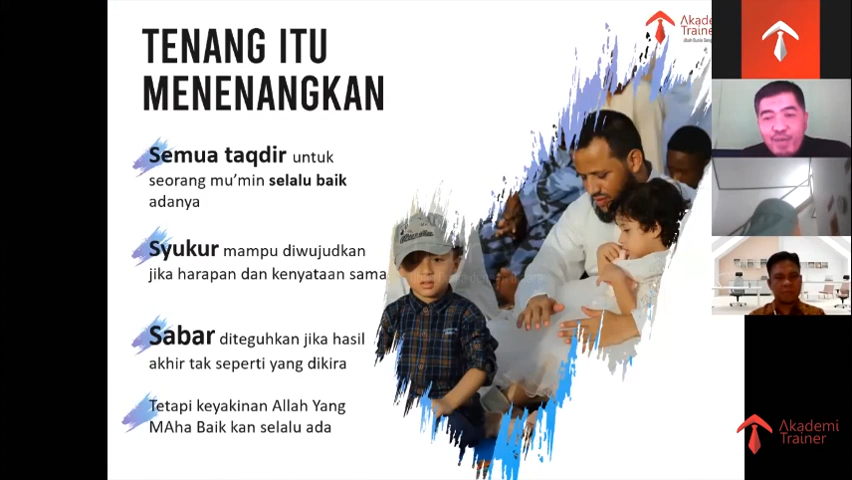 TENANG ITU
MENENANGKAN
Semua taqdir untuk
seorang mu'min selalu baik
adanya
Syukur mampu diwujudkan
jika harapan dan kenyataan sama
Sabar diteguhkan jika hasil
akhir tak seperti yang dikira
Tetapi keyakinan Allah Yang
MAha Baik kan selalu ada
Akademi
Trainer
Akademi
Trainer